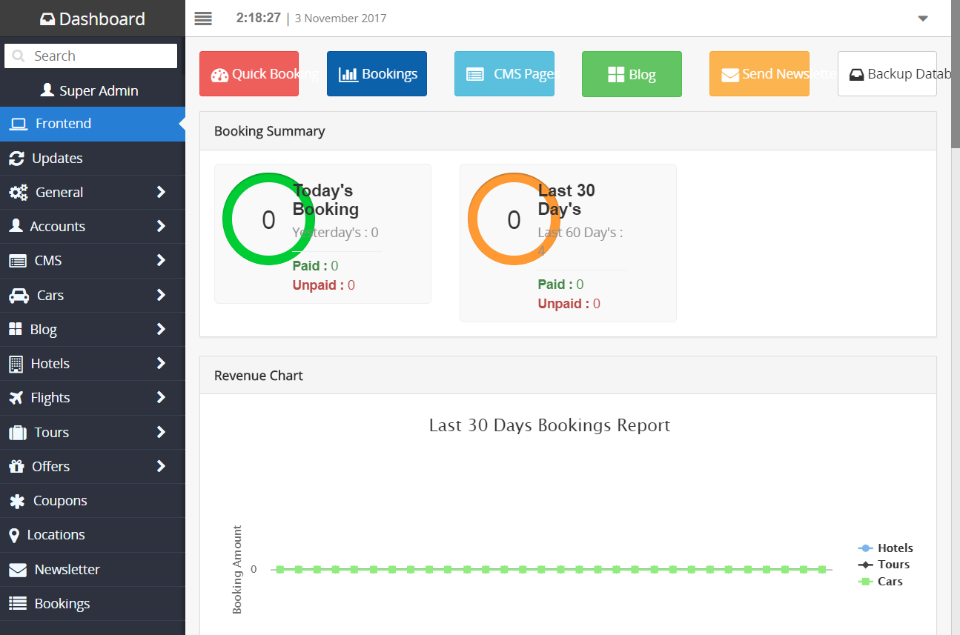 Dashboard
2:18:27 | 3 November 2017
Search
Super Admin
Frontend
Updates
General
Accounts
CMS
Cars
Blog
Hotels
Flights
Tours
Offers
Coupons
Locations
Newsletter
Bookings
Quick Booking
Bookings
CMS Page
Blog
Send Newsletter
Backup Datab
Booking Summary
0
Today's
Booking
Yesterday's : 0
Paid : 0
Unpaid : 0
0
Last 30
Day's
Last 60 Day's :
4
Paid : 0
Unpaid : 0
Revenue Chart
Last 30 Days Bookings Report
Booking Amount
0
Hotels
Tours
Cars